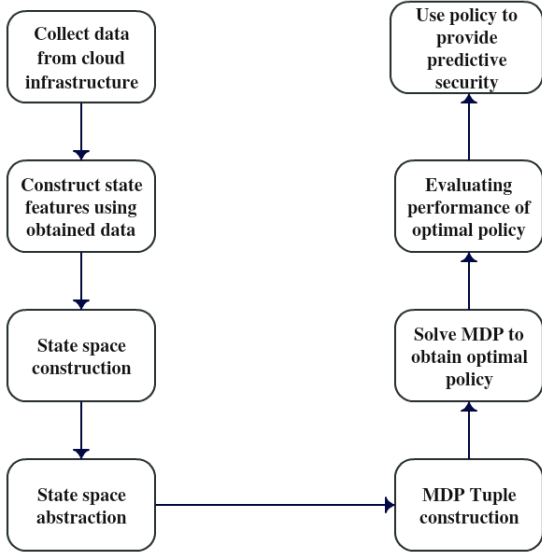 Collect data
from cloud
infrastructure
Construct state
features using
obtained data
State space
construction
State space
abstraction
MDP Tuple
construction
Solve MDP to
obtain optimal
policy
Evaluating
performance of
optimal policy
Use policy to
provide
predictive
security